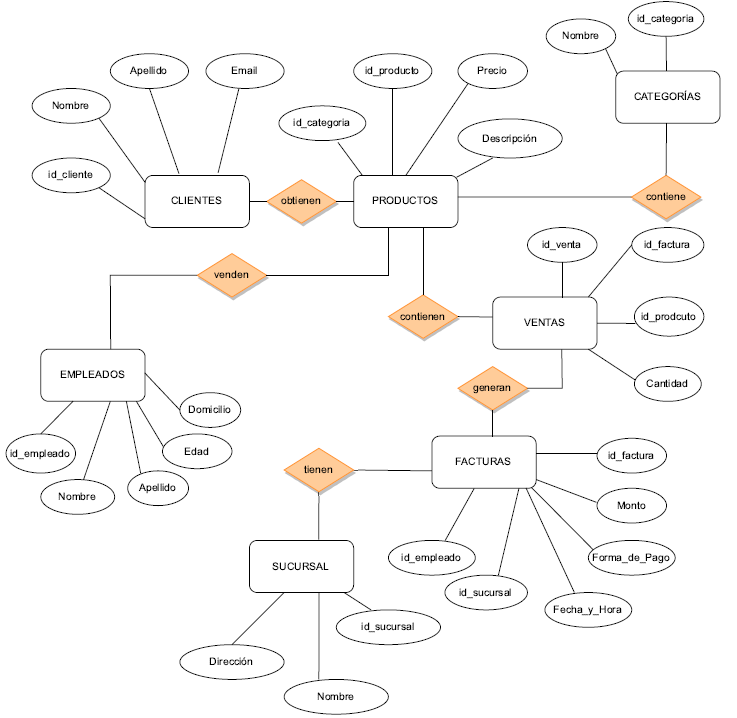 id_categoría
Nombre
Apellido
Email
id_producto
Precio
CATEGORÍAS
Nombre
id_categoria
Descripción
id_cliente
CLIENTES
obtienen
PRODUCTOS
contiene
id_venta
id_factura
venden
contienen
VENTAS
id_prodcuto
EMPLEADOS
generan
Cantidad
Domicilio
id_empleado
Edad
Nombre
Apellido
tienen
FACTURAS
id_factura
Monto
id_empleado
Forma_de_Pago
SUCURSAL
id_sucursal
Fecha_y_Hora
id_sucursal
Dirección
Nombre